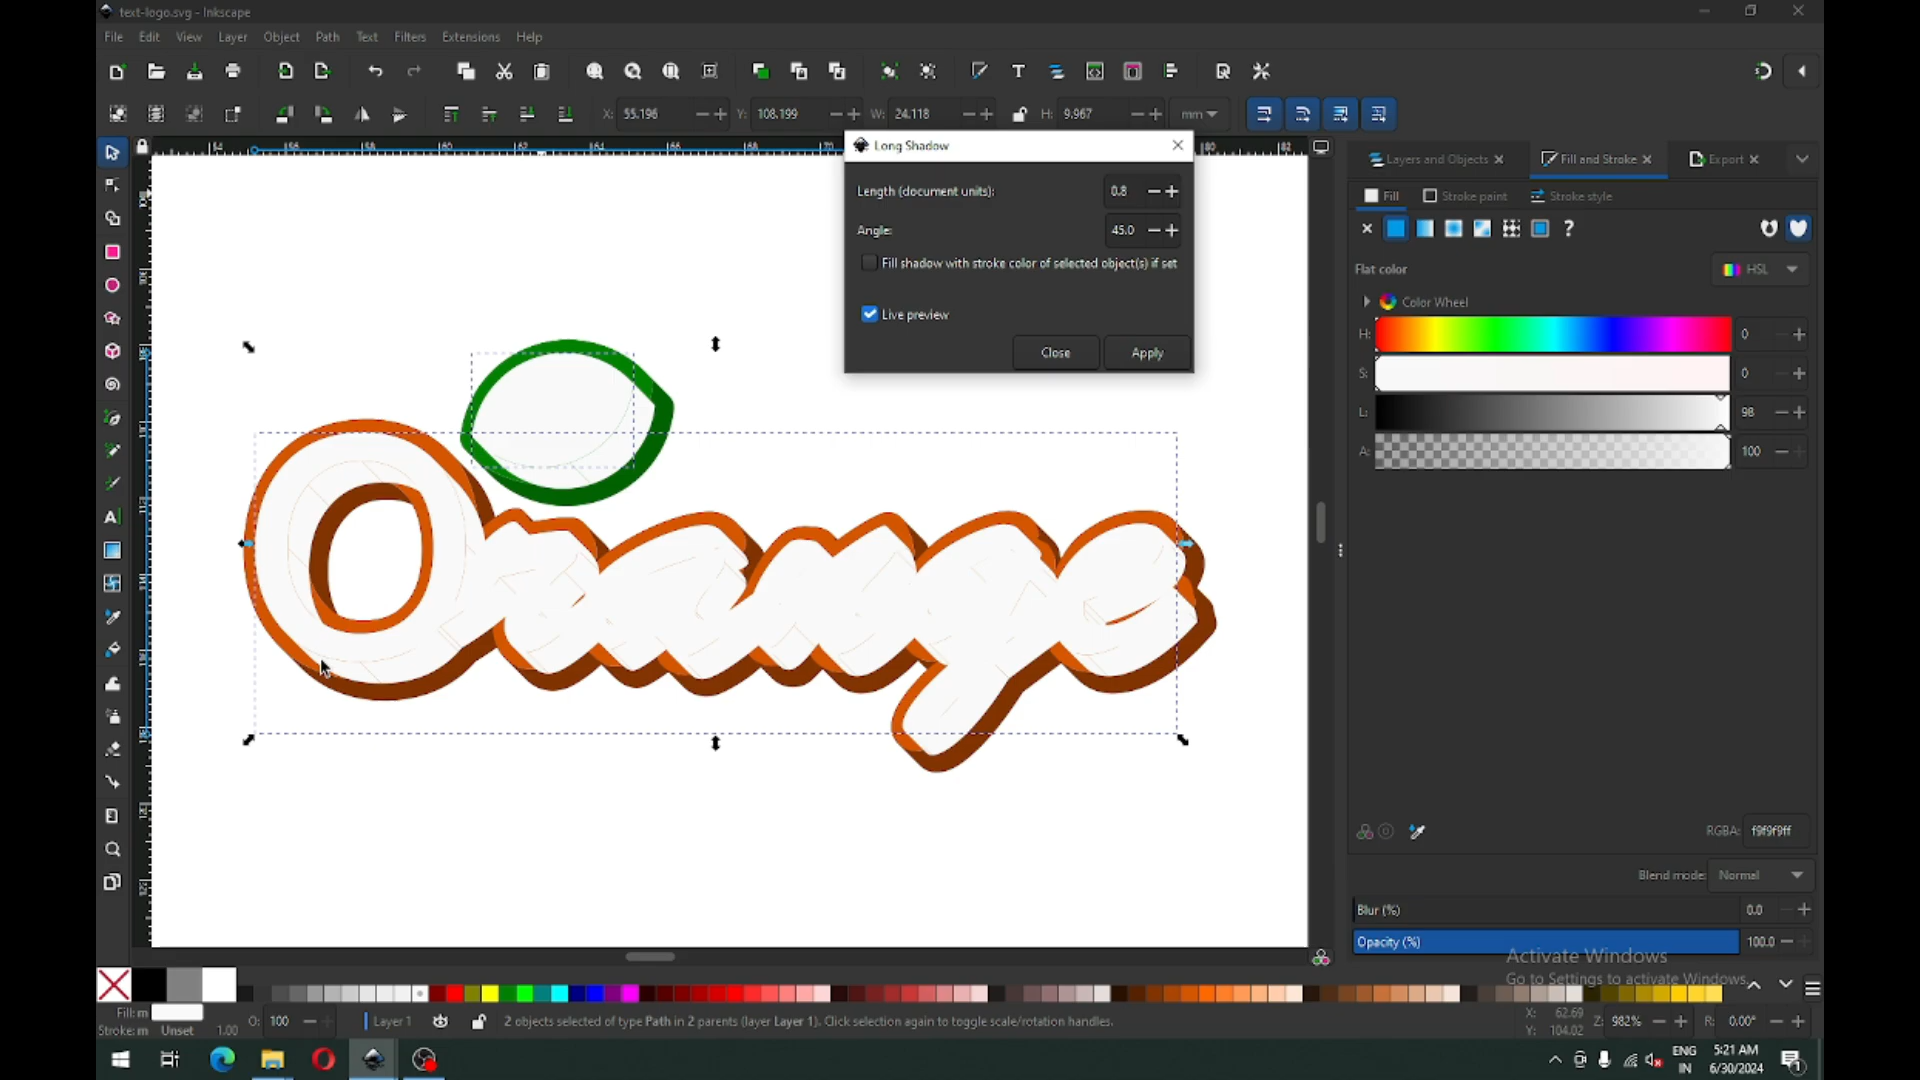 text-logo.svg - Inkscape
File Edit View Layer Object Path Text Filters Extensions Help
X: 55.196 Y: 108.199 W: 24.118 H: 9.967 mm
Long Shadow
Length (document units): 0.8
Angle: 45.0
Fill shadow with stroke color of selected object(s) if set
Live preview
Close Apply
Layers and Objects Fill and Stroke Export
Fill Stroke paint Stroke style
Flat color HSL
Color Wheel
H: 0
S: 0
L: 98
A: 100
RGBA: f9f9f9ff
Blend mode: Normal
Blur (%) 0.0
Opacity (%) 100.0
Orange
Activate Windows
Go to Settings to activate Windows.
Fill: m
Stroke: m Unset 1.00
O: 100 Layer 1 2 objects selected of type Path in 2 parents (layer Layer 1). Click selection again to toggle scale/rotation handles.
X: 62.69
Y: 104.02
Z: 982% R: 0.00°
ENG
IN
5:21 AM
6/30/2024
1